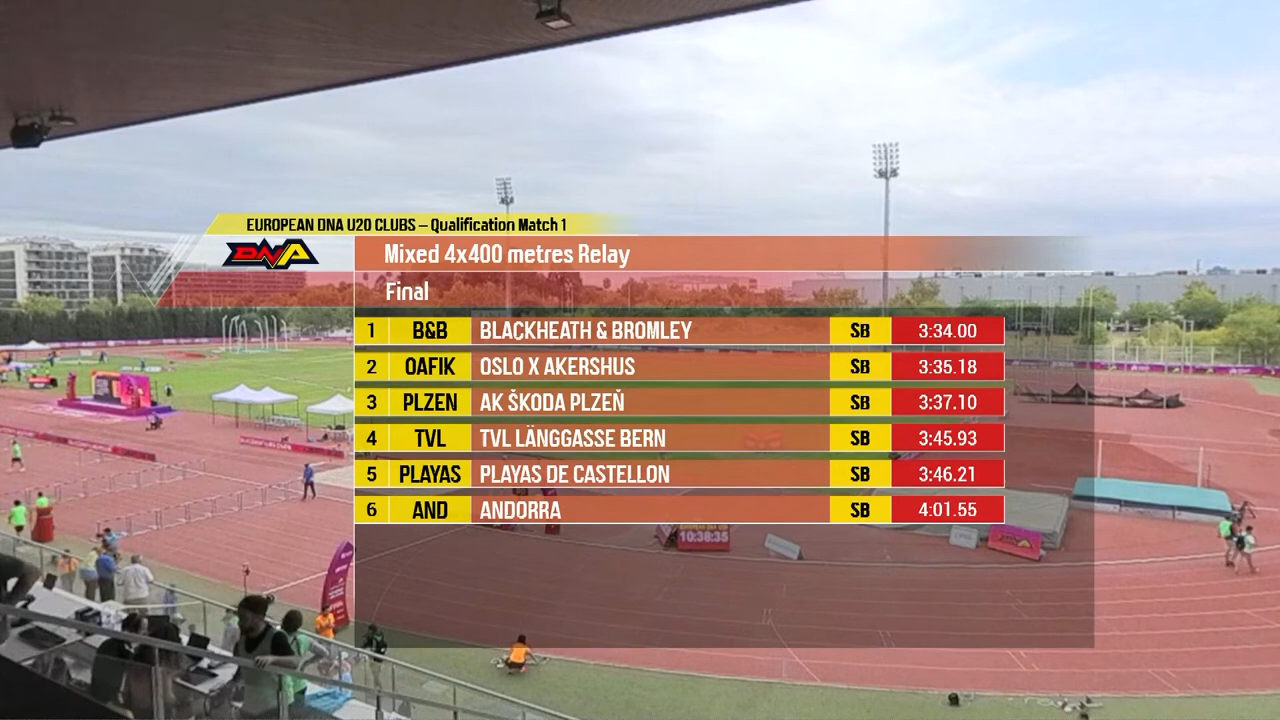 EUROPEAN DNA U20 CLUBS – Qualification Match 1
DNA
Mixed 4x400 metres Relay
Final
1 B&B BLACKHEATH & BROMLEY SB 3:34.00
2 OAFIK OSLO X AKERSHUS SB 3:35.18
3 PLZEN AK ŠKODA PLZEŇ SB 3:37.10
4 TVL TVL LÄNGGASSE BERN SB 3:45.93
5 PLAYAS PLAYAS DE CASTELLON SB 3:46.21
6 AND ANDORRA SB 4:01.55
EUROPEAN DNA U20
10:38:35